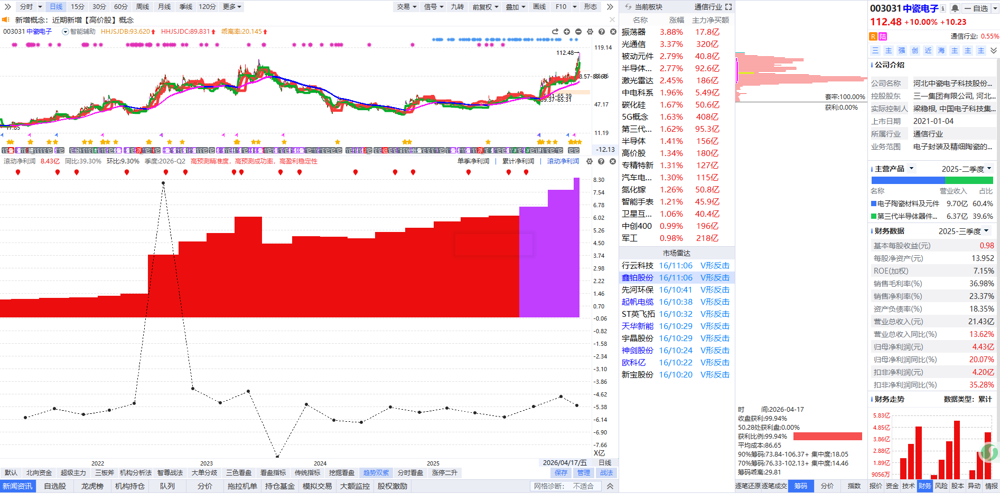 分时 日线 15分 30分 60分 周线 月线 季线 120分 更多 交易 信号 九转 前复权 叠加 画线 F10 形态
新增概念：近期新增【高价股】概念
003031 中瓷电子 智能辅助 HHJSJDB:93.620 HHJSJDC:89.831 乖离率:20.145
112.48
119.14
47.17
11.19
-12.13
17.85
滚动净利润 8.43亿 同比:39.30% 环比:9.30% 季度:2026-Q2 高预测精准度，高预测成功率，高盈利稳定性 单季净利润 | 累计净利润 | 滚动净利润
8.30
7.54
6.78
6.02
5.26
4.50
3.74
2.98
2.22
1.46
0.70
-0.06
-0.82
-1.58
-2.34
-3.10
-3.86
-4.62
-5.38
-6.14
-6.90
-7.66
X亿
2022 2023 2024 2025 2026/04/17/五 日线
默认 北向资金 超级主力 三板斧 机构分析法 智尊战法 大单分歧 三色看盘 看盘指标 传统指标 挖掘看盘 趋势双紫 分时看盘 涨停二升 保存 管理 战法
新闻资讯 自选股 龙虎榜 机构持仓 队列 分价 拖拉机单 持仓基金 模拟交易 大额监控 股权激励 网格诊断： 不适合
当前板块 通信行业
名称 涨幅 主力净买额
振荡器 3.88% 17.8亿
光通信 3.37% 320亿
被动元件 2.79% 40.8亿
半导体... 2.77% 92.6亿
激光雷达 2.45% 186亿
中电科系 1.96% 5.49亿
碳化硅 1.67% 50.6亿
5G概念 1.63% 408亿
第三代... 1.62% 95.3亿
半导体 1.41% 156亿
高价股 1.34% 180亿
专精特新 1.31% 127亿
汽车电... 1.30% 115亿
氮化镓 1.26% 50.8亿
智能手表 1.21% 45.9亿
卫星互... 1.06% 40.4亿
中创400 0.99% 196亿
军工 0.98% 218亿
市场雷达
行云科技 16/11:06 V形反击
鑫铂股份 16/11:06 V形反击
先河环保 16/10:41 V形反击
起帆电缆 16/10:38 V形反击
ST英飞拓 16/10:32 V形反击
天华新能 16/10:29 V形反击
宇晶股份 16/10:29 V形反击
神剑股份 16/10:24 V形反击
欧科亿 16/10:22 V形反击
新宝股份 16/10:20 V形反击
套牢:100.00%
获利:0.00%
时 间:2026-04-17
收盘获利:99.94%
50.28处获利盘:0.00%
获利比例:99.94%
平均成本:86.65
90%筹码:73.84-106.37+ 集中度:18.05
70%筹码:76.33-102.13+ 集中度:14.46
筹码乖离:29.81
逐笔还原 逐笔成交 筹码 分价 指数
003031 中瓷电子 自选
112.48 +10.00% +10.23
R 陆 通信行业: 0.55%
三 主 强 创 近 海 主 主 主
公司介绍
公司名称 河北中瓷电子科技股份...
控股股东 三一集团有限公司, 河北...
实际控制人 梁稳根, 中国电子科技集...
上市日期 2021-01-04
所属行业 通信行业
业务范围 电子封装及精细陶瓷的...
主营产品 2025-二季度
名称 营业收入 占比
电子陶瓷材料及元件 9.70亿 60.4%
第三代半导体器件... 6.37亿 39.6%
财务数据 2025-三季度
基本每股收益(元) 0.98
每股净资产(元) 13.952
ROE(加权) 7.15%
销售毛利率(%) 36.98%
销售净利率(%) 23.37%
资产负债率(%) 18.35%
营业总收入(元) 21.43亿
营业总收入同比(%) 13.62%
归母净利润(元) 4.43亿
归母净利润同比(%) 20.07%
扣非净利润(元) 4.20亿
扣非净利润同比(%) 35.28%
财务走势 数据类型：累计
5.83亿
4.85亿
3.86亿
2.88亿
1.89亿
9056万
报价 资金 技术 财务 风险 股本 异动 情报